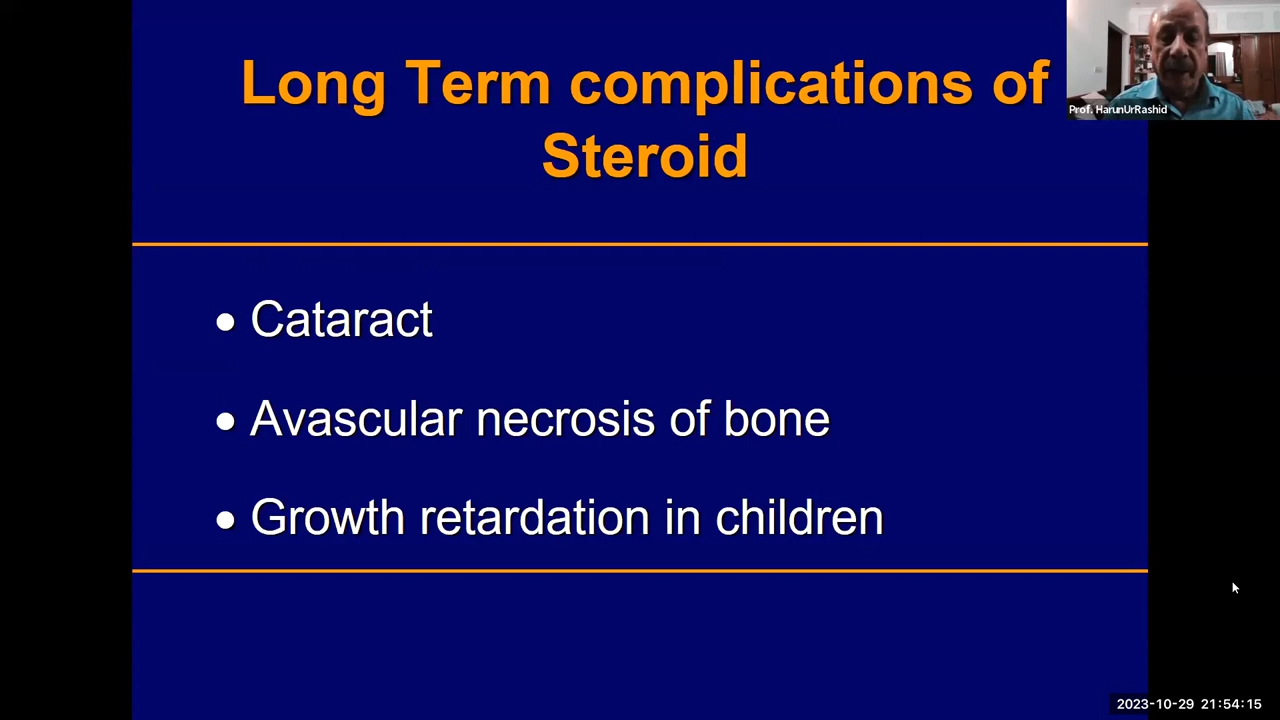 Long Term complications of
Steroid
Prof. HarunUrRashid
• Cataract
• Avascular necrosis of bone
• Growth retardation in children
2023-10-29 21:54:15